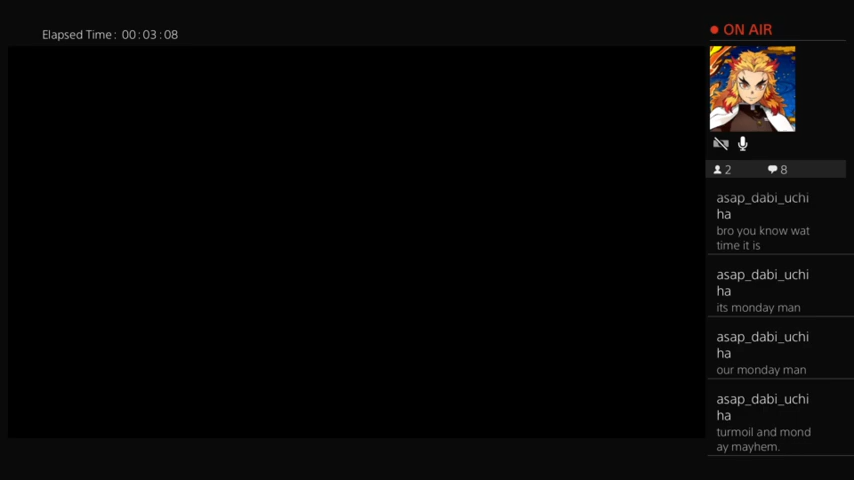 Elapsed Time: 00:03:08
ON AIR
2
8
asap_dabi_uchi
ha
bro you know wat
time it is
asap_dabi_uchi
ha
its monday man
asap_dabi_uchi
ha
our monday man
asap_dabi_uchi
ha
turmoil and mond
ay mayhem.